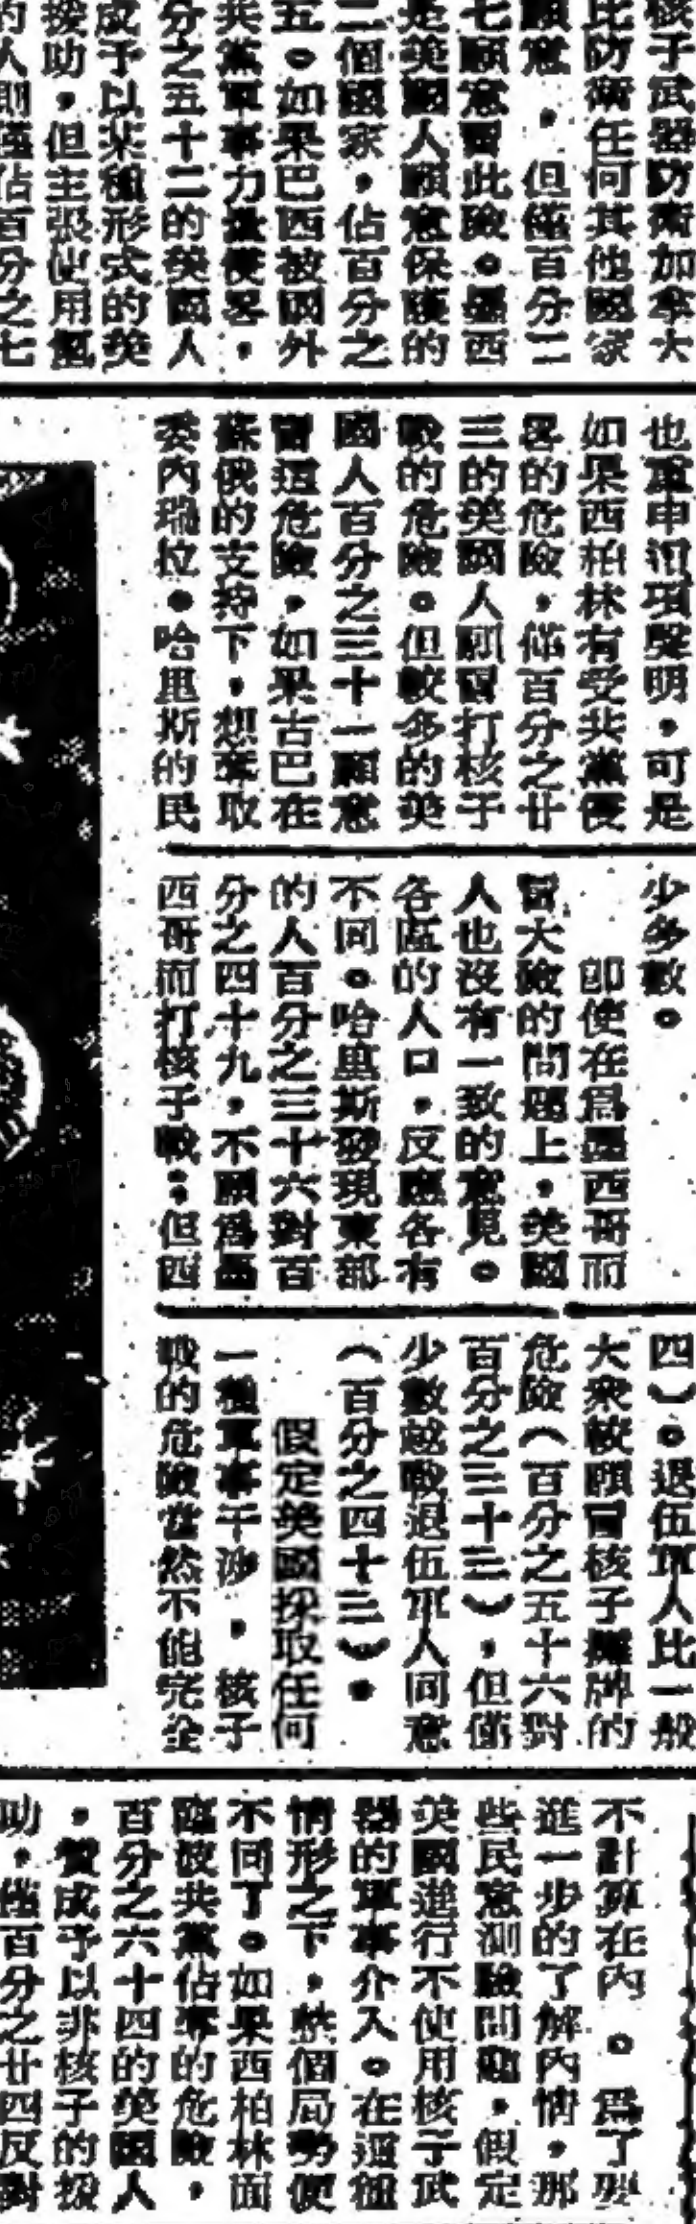 核子武器防衛加拿大
比防衛任何其他國家
願意,但僅百分二
七願意冒此險。墨西
是美國人願意保護的
二個國家,佔百分之
五。如果巴西被國外
共黨軍事力量侵畧,
分之五十二的美國人
成予以某種形式的美
援助,但主張使用
的人則僅佔百分之七
也重申這項聲明,可是
如果西柏林有受共黨侵
畧的危險,僅百分之廿
三的美國人願冒打核子
戰的危險。但較多的美
國人百分之三十一願意
冒這危險,如果古巴在
蘇俄的支持下,想奪取
委內瑞拉。哈里斯的民
少多數。
即使在爲墨西哥而
冒大險的問題上,美國
人也沒有一致的意見。
各區的人口,反應各有
不同。哈里斯發現東部
的人百分之三十六對百
分之四十九,不願爲墨
西哥而打核子戰;但西
四)。退伍軍人比一般
大衆較願冒核子攤牌的
危險(百分之五十六對
百分之三十三),但僅
少數越戰退伍軍人同意
(百分之四十三)。
假定美國採取任何
一種軍事干涉,核子
戰的危險當然不能完全
不計算在內。爲了要
進一步的了解內情,那
些民意測驗問題,假定
美國進行不使用核子武
器的軍事介入。在這種
情形之下,整個局勢便
不同了。如果西柏林面
臨被共黨佔奪的危險,
百分之六十四的美國人
,贊成予以非核子的援
助,僅百分之廿四反對